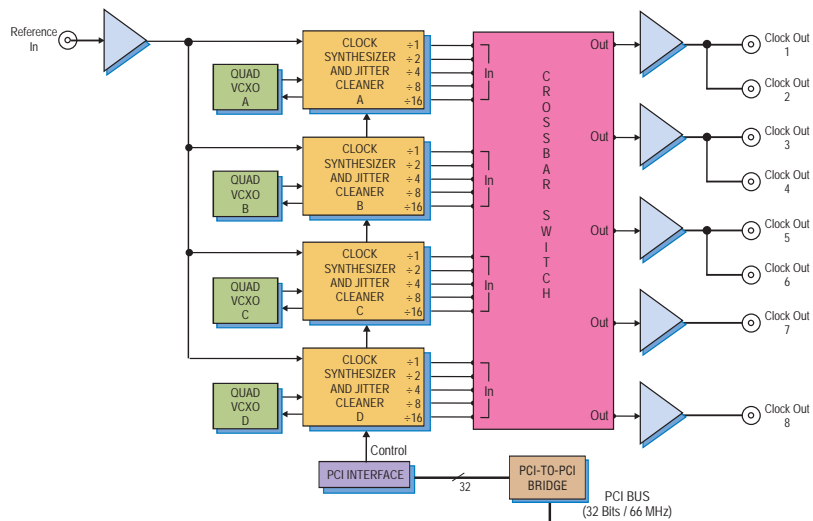 Reference
In
CLOCK
SYNTHESIZER
AND JITTER
CLEANER
A
÷1
÷2
÷4
÷8
÷16
QUAD
VCXO
A
In
CLOCK
SYNTHESIZER
AND JITTER
CLEANER
B
÷1
÷2
÷4
÷8
÷16
QUAD
VCXO
B
In
CLOCK
SYNTHESIZER
AND JITTER
CLEANER
C
÷1
÷2
÷4
÷8
÷16
QUAD
VCXO
C
In
CLOCK
SYNTHESIZER
AND JITTER
CLEANER
D
÷1
÷2
÷4
÷8
÷16
QUAD
VCXO
D
In
CROSSBAR SWITCH
Out
Out
Out
Out
Out
Clock Out
1
Clock Out
2
Clock Out
3
Clock Out
4
Clock Out
5
Clock Out
6
Clock Out
7
Clock Out
8
Control
PCI INTERFACE
32
PCI-TO-PCI
BRIDGE
PCI BUS
(32 Bits / 66 MHz)